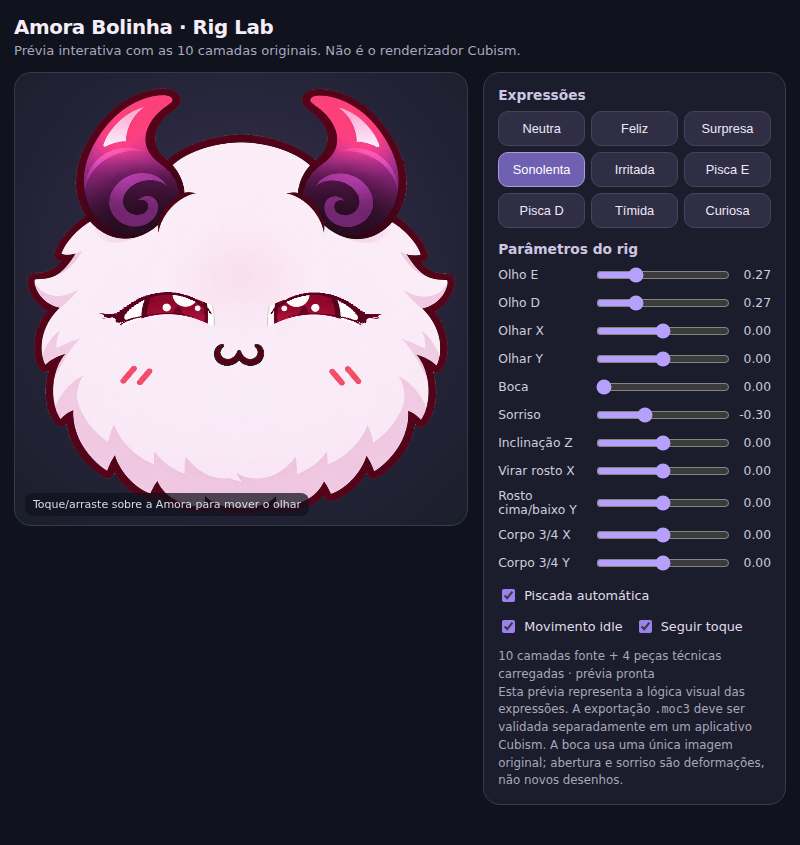 Amora Bolinha · Rig Lab
Prévia interativa com as 10 camadas originais. Não é o renderizador Cubism.
Toque/arraste sobre a Amora para mover o olhar
Expressões
Neutra
Feliz
Surpresa
Sonolenta
Irritada
Pisca E
Pisca D
Tímida
Curiosa
Parâmetros do rig
Olho E 0.27
Olho D 0.27
Olhar X 0.00
Olhar Y 0.00
Boca 0.00
Sorriso -0.30
Inclinação Z 0.00
Virar rosto X 0.00
Rosto
cima/baixo Y 0.00
Corpo 3/4 X 0.00
Corpo 3/4 Y 0.00
Piscada automática
Movimento idle
Seguir toque
10 camadas fonte + 4 peças técnicas
carregadas · prévia pronta
Esta prévia representa a lógica visual das
expressões. A exportação .moc3 deve ser
validada separadamente em um aplicativo
Cubism. A boca usa uma única imagem
original; abertura e sorriso são deformações,
não novos desenhos.